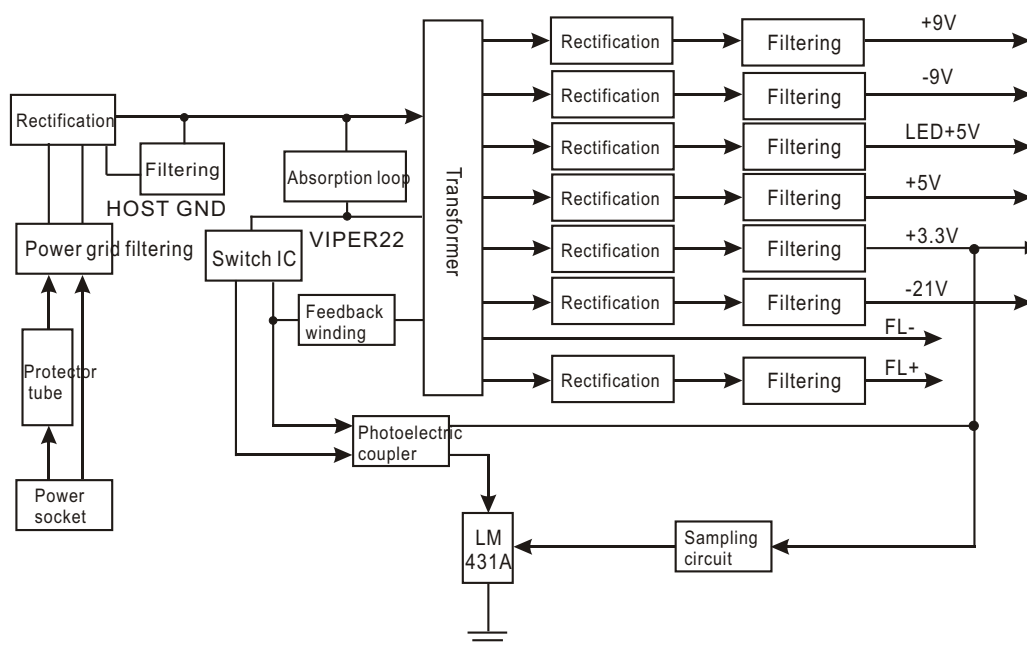 Rectification
Filtering
+9V
Rectification
Filtering
-9V
Rectification
Filtering
LED+5V
Rectification
Filtering
+5V
Rectification
Filtering
+3.3V
Rectification
Filtering
-21V
FL-
Rectification
Filtering
FL+
Transformer
Rectification
Filtering
HOST GND
Absorption loop
VIPER22
Power grid filtering
Switch IC
Feedback
winding
Protector
tube
Photoelectric
coupler
Power
socket
LM
431A
Sampling
circuit